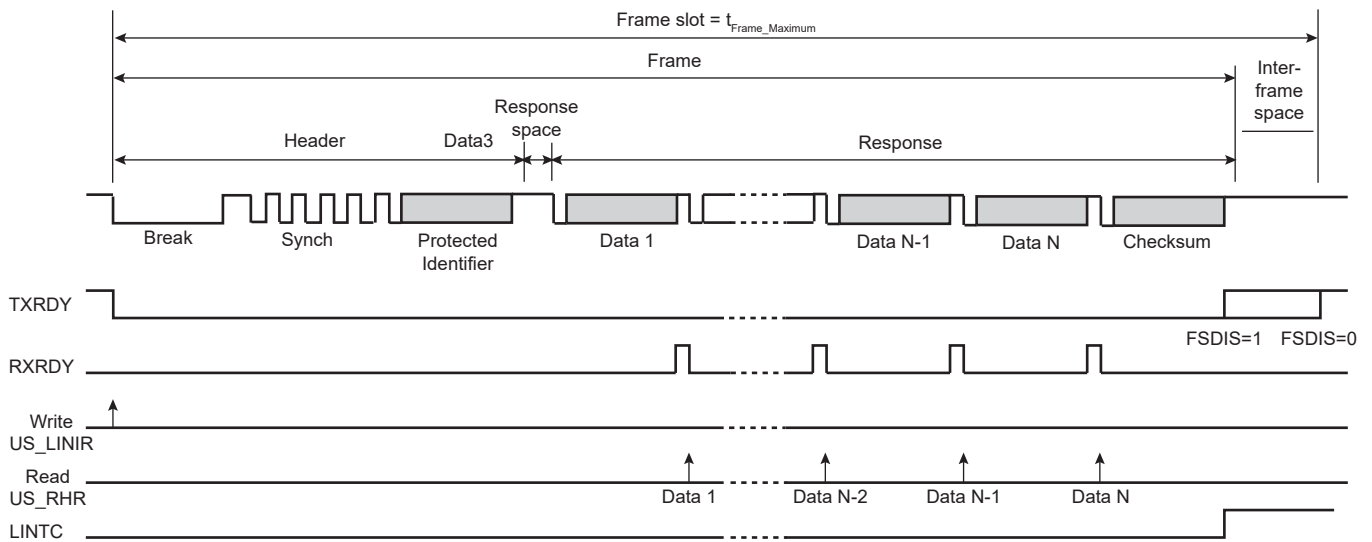 Frame slot = tFrame_Maximum
Frame
Inter-
frame
space
Response
space
Header
Data3
Response
Break
Synch
Protected
Identifier
Data 1
Data N-1
Data N
Checksum
TXRDY
FSDIS=1
FSDIS=0
RXRDY
Write
US_LINIR
Read
US_RHR
Data 1
Data N-2
Data N-1
Data N
LINTC